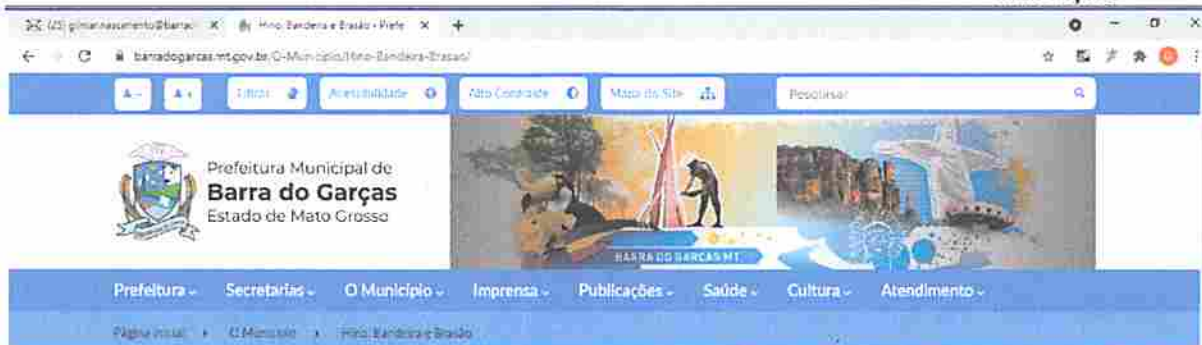 Hino, Bandeira e Brasão - Prefe
barradogarcas.mt.gov.br/O-Municipio/Hino-Bandeira-Brasao/
A - A + Libras Acessibilidade Alto Contraste Mapa do Site Pesquisar
Prefeitura Municipal de
Barra do Garças
Estado de Mato Grosso
BARRA DO GARÇAS MT
Prefeitura Secretarias O Município Imprensa Publicações Saúde Cultura Atendimento
Página Inicial O Município Hino, Bandeira e Brasão